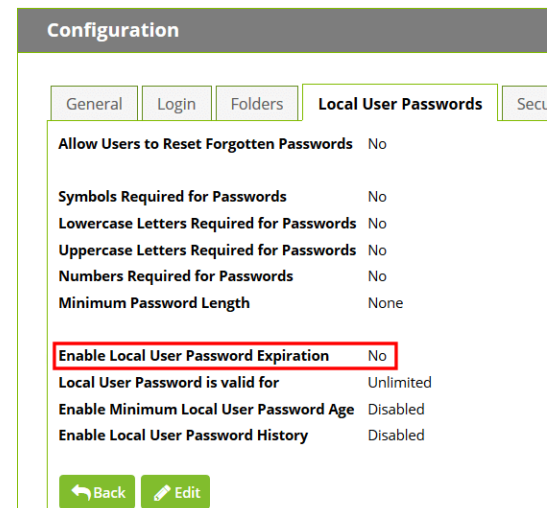 Configuration
General Login Folders Local User Passwords Secu
Allow Users to Reset Forgotten Passwords No
Symbols Required for Passwords No
Lowercase Letters Required for Passwords No
Uppercase Letters Required for Passwords No
Numbers Required for Passwords No
Minimum Password Length None
Enable Local User Password Expiration No
Local User Password is valid for Unlimited
Enable Minimum Local User Password Age Disabled
Enable Local User Password History Disabled
Back Edit